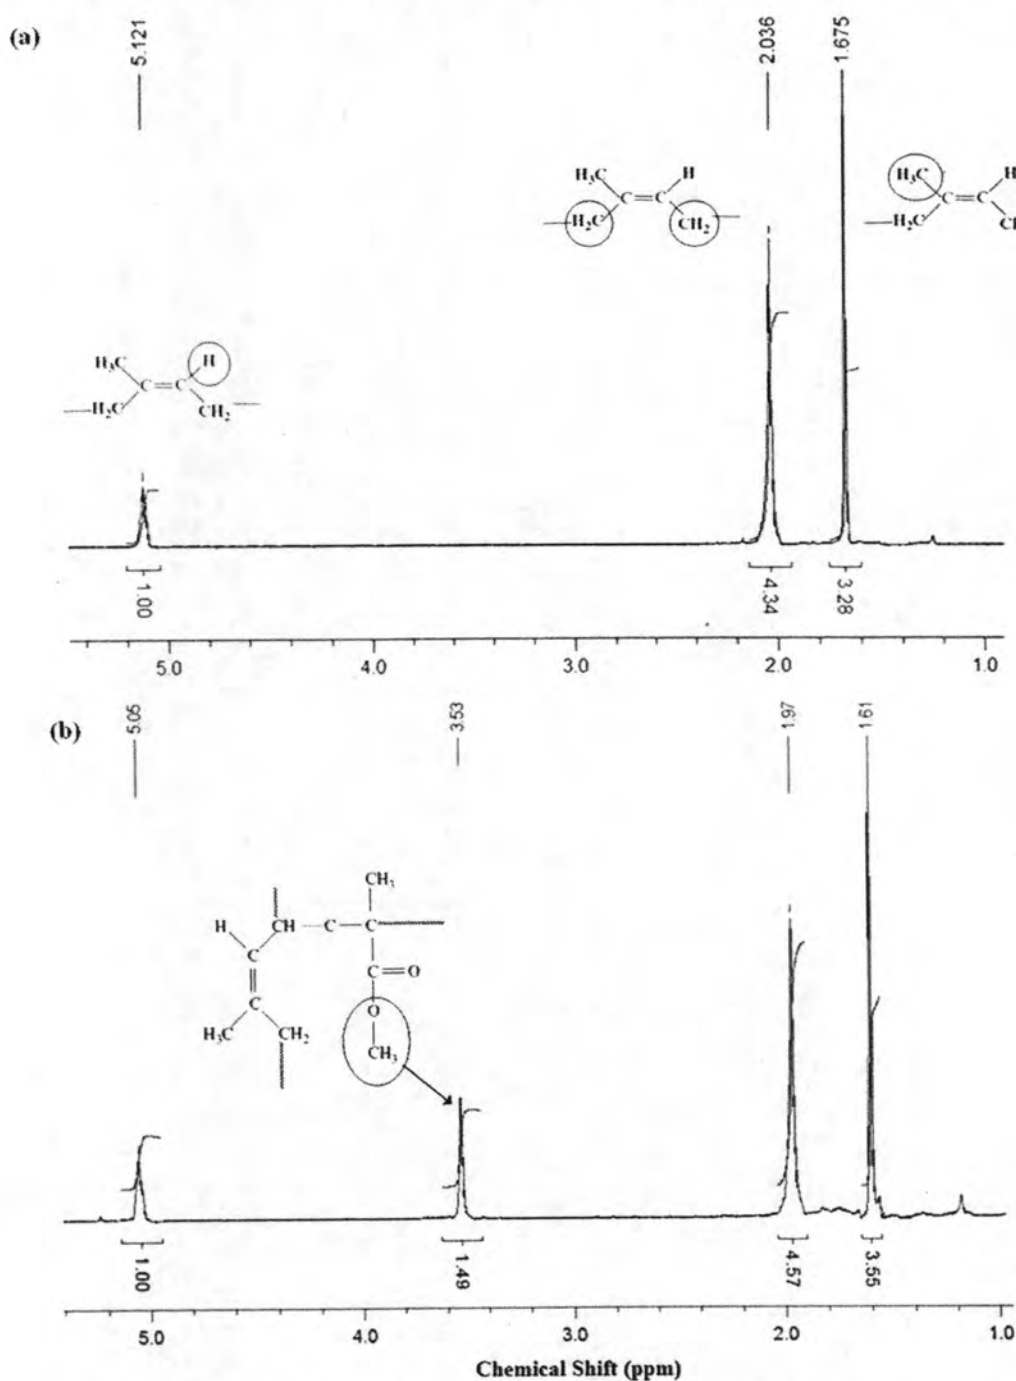 (a)
5.121
2.036
1.675
H₃C H
C=C
H₂C CH₂
H₃C H
C=C
H₂C C
H₃C H
C=C
H₂C CH₂
1.00
4.34
3.28
5.0 4.0 3.0 2.0 1.0
(b)
5.05
3.53
1.97
1.61
CH₃
H CH C C
C C=O
C O
H₃C CH₂ CH₃
1.00
1.49
4.57
3.55
5.0 4.0 3.0 2.0 1.0
Chemical Shift (ppm)